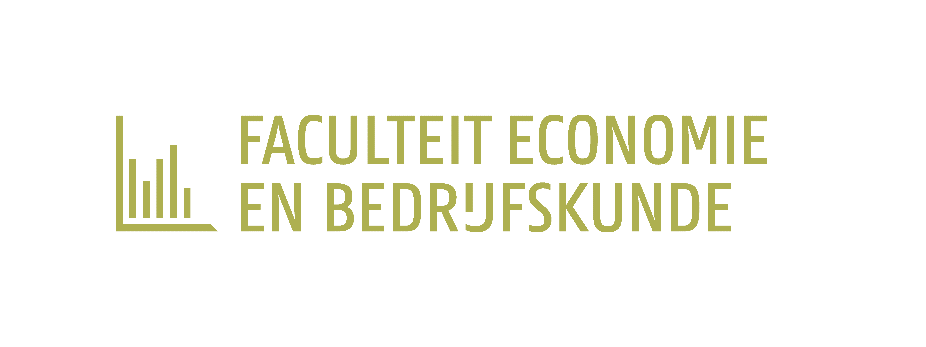 FACULTEIT ECONOMIE
EN BEDRIJFSKUNDE